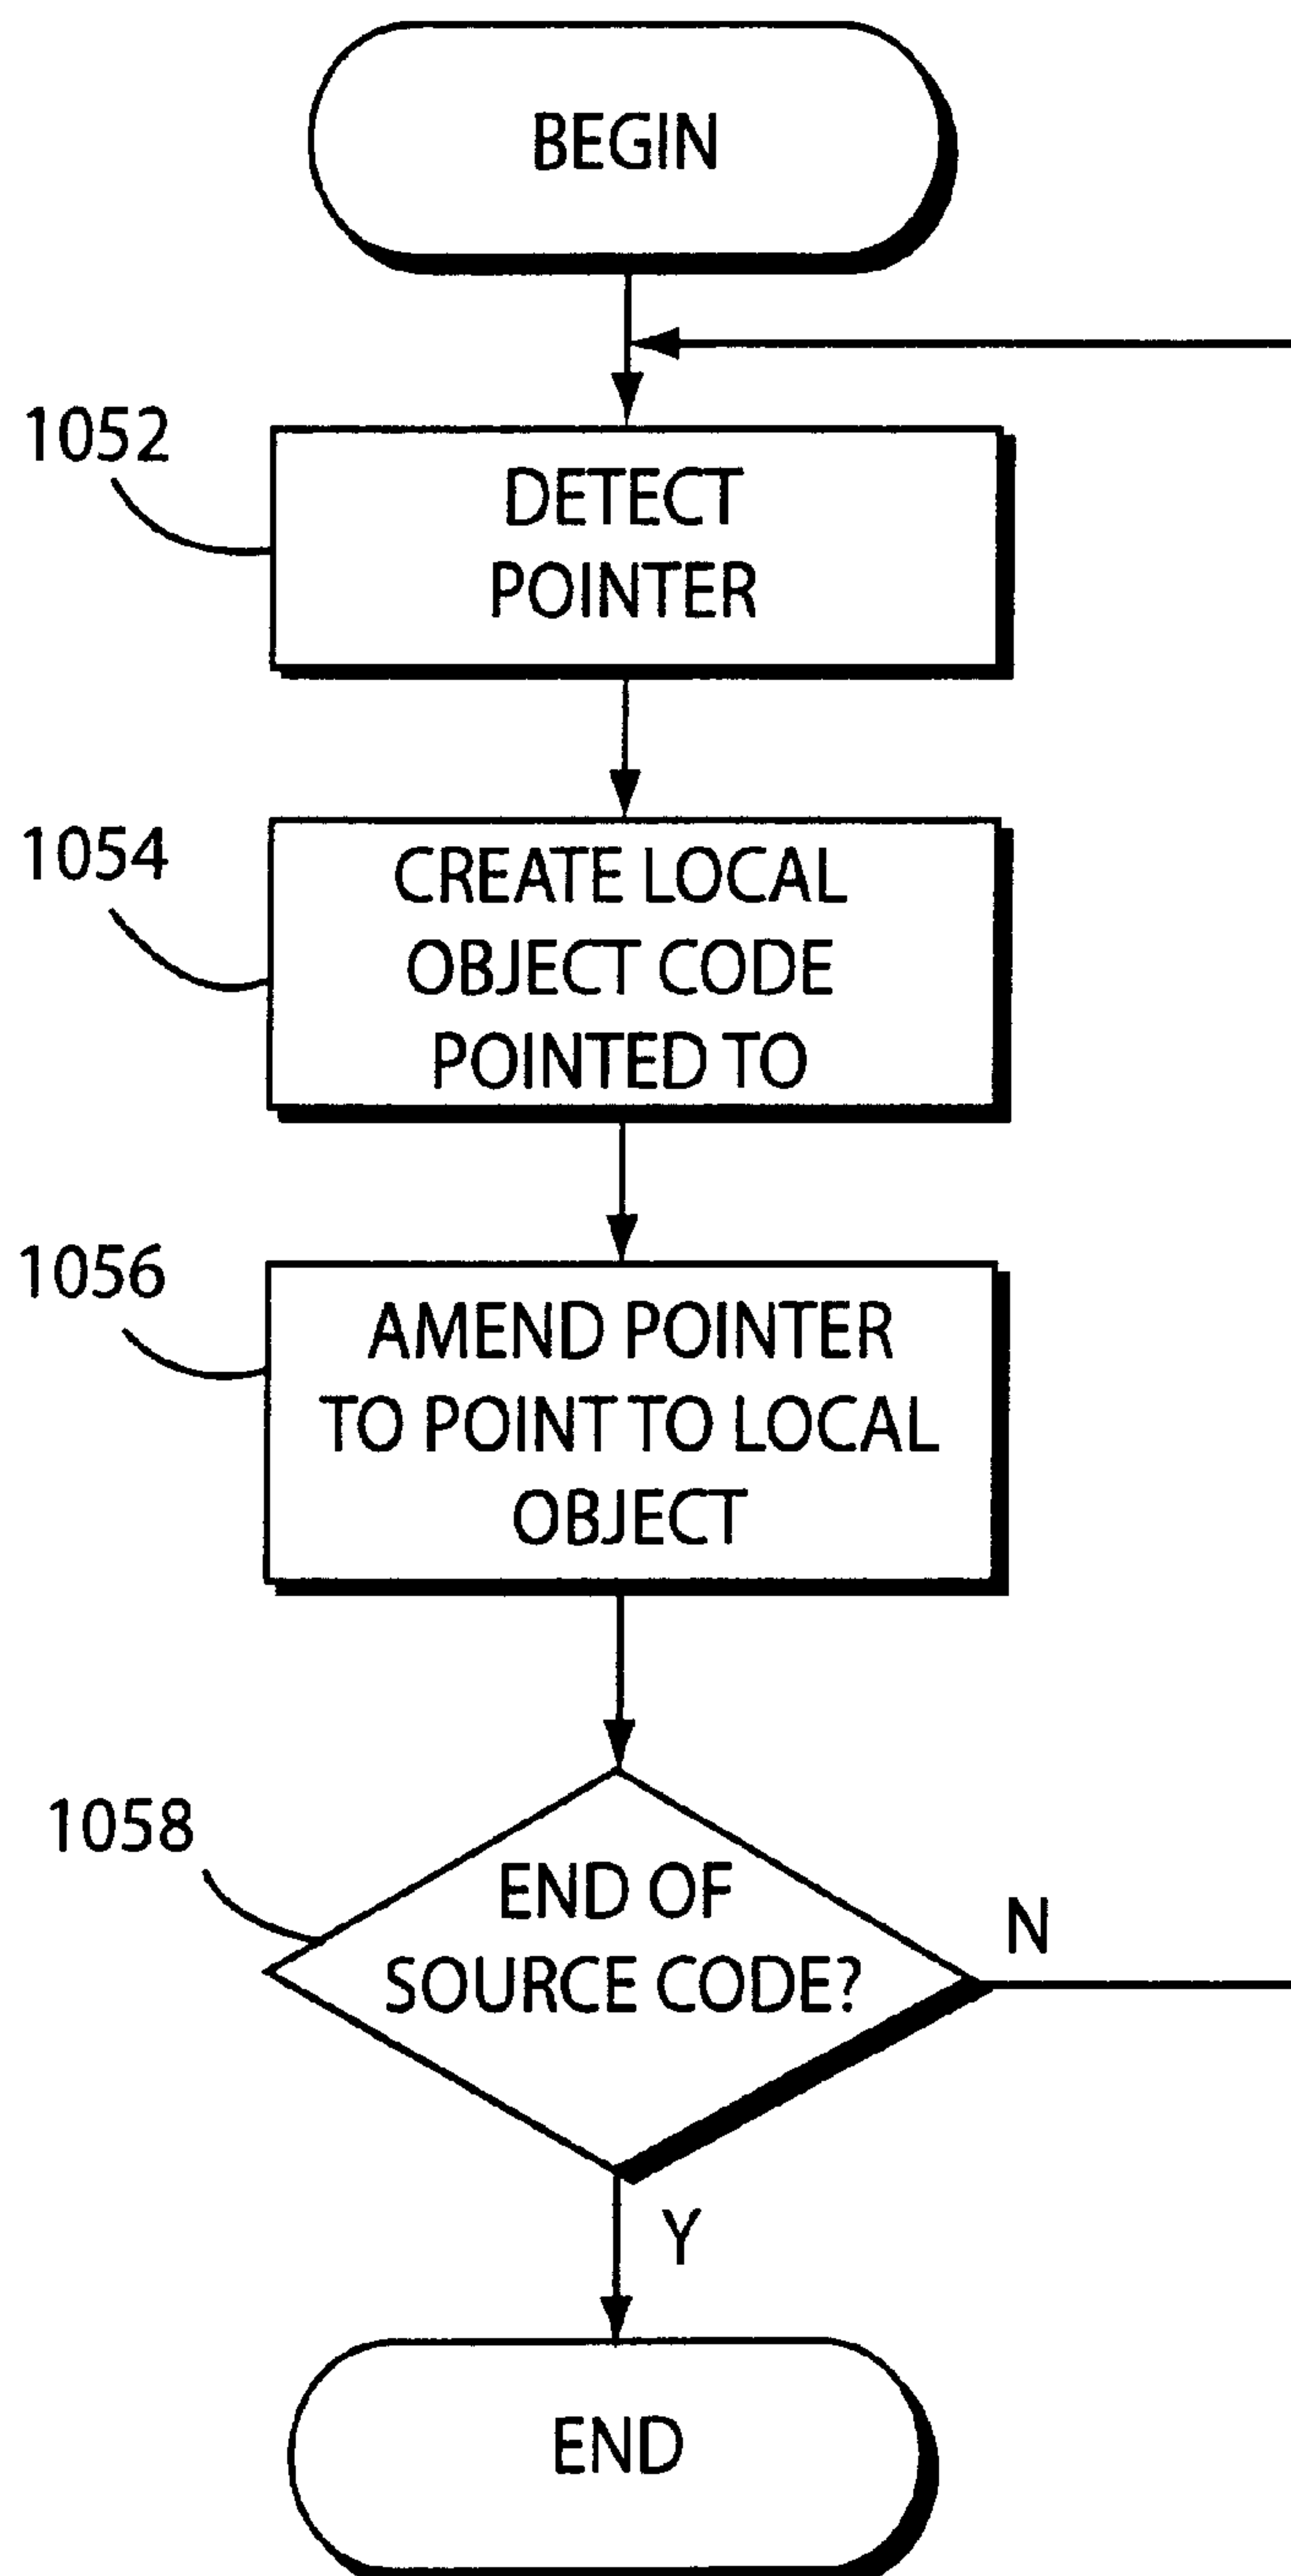 BEGIN
1052
DETECT
POINTER
1054
CREATE LOCAL
OBJECT CODE
POINTED TO
1056
AMEND POINTER
TO POINT TO LOCAL
OBJECT
1058
END OF
SOURCE CODE?
N
Y
END